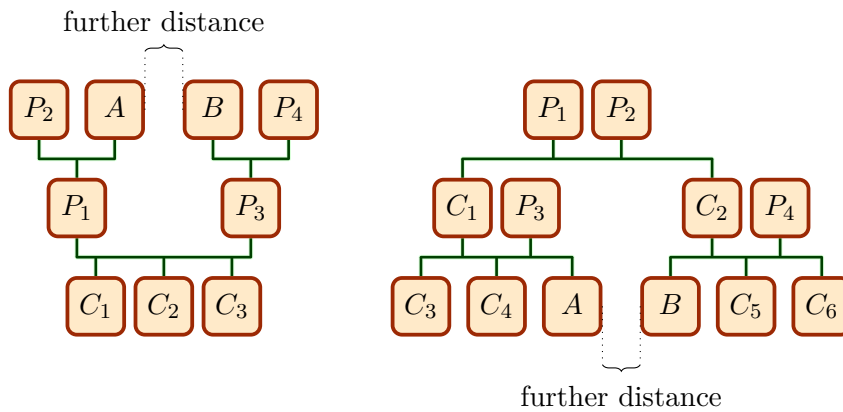 further distance
P₂ A B P₄
P₁ P₃
C₁ C₂ C₃
P₁ P₂
C₁ P₃ C₂ P₄
C₃ C₄ A B C₅ C₆
further distance